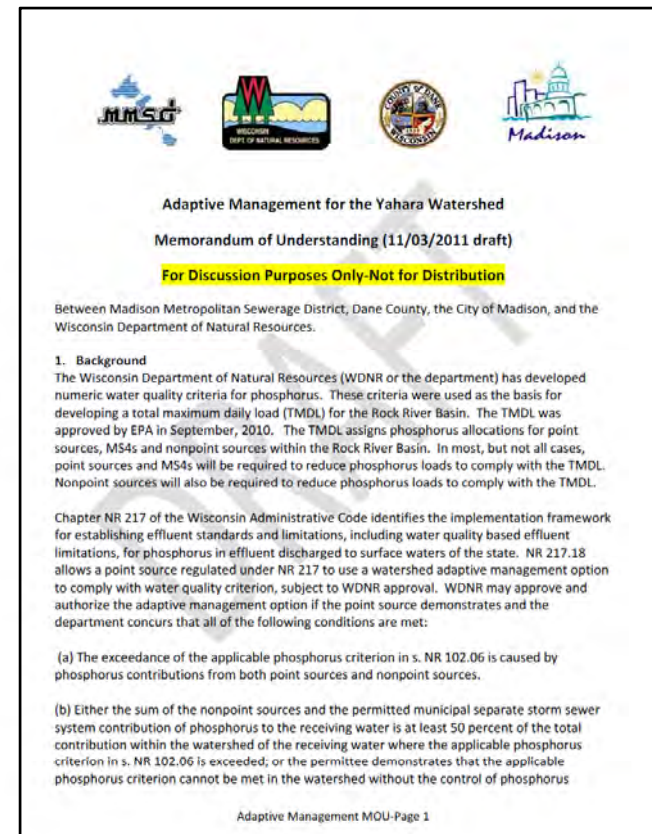 MMSD
W
WISCONSIN
DEPT. OF NATURAL RESOURCES
COUNTY OF DANE
WISCONSIN
Madison
Adaptive Management for the Yahara Watershed
Memorandum of Understanding (11/03/2011 draft)
For Discussion Purposes Only-Not for Distribution
Between Madison Metropolitan Sewerage District, Dane County, the City of Madison, and the
Wisconsin Department of Natural Resources.
1. Background
The Wisconsin Department of Natural Resources (WDNR or the department) has developed
numeric water quality criteria for phosphorus. These criteria were used as the basis for
developing a total maximum daily load (TMDL) for the Rock River Basin. The TMDL was
approved by EPA in September, 2010. The TMDL assigns phosphorus allocations for point
sources, MS4s and nonpoint sources within the Rock River Basin. In most, but not all cases,
point sources and MS4s will be required to reduce phosphorus loads to comply with the TMDL.
Nonpoint sources will also be required to reduce phosphorus loads to comply with the TMDL.
Chapter NR 217 of the Wisconsin Administrative Code identifies the implementation framework
for establishing effluent standards and limitations, including water quality based effluent
limitations, for phosphorus in effluent discharged to surface waters of the state. NR 217.18
allows a point source regulated under NR 217 to use a watershed adaptive management option
to comply with water quality criterion, subject to WDNR approval. WDNR may approve and
authorize the adaptive management option if the point source demonstrates and the
department concurs that all of the following conditions are met:
(a) The exceedance of the applicable phosphorus criterion in s. NR 102.06 is caused by
phosphorus contributions from both point sources and nonpoint sources.
(b) Either the sum of the nonpoint sources and the permitted municipal separate storm sewer
system contribution of phosphorus to the receiving water is at least 50 percent of the total
contribution within the watershed of the receiving water where the applicable phosphorus
criterion in s. NR 102.06 is exceeded; or the permittee demonstrates that the applicable
phosphorus criterion cannot be met in the watershed without the control of phosphorus
Adaptive Management MOU-Page 1
DRAFT